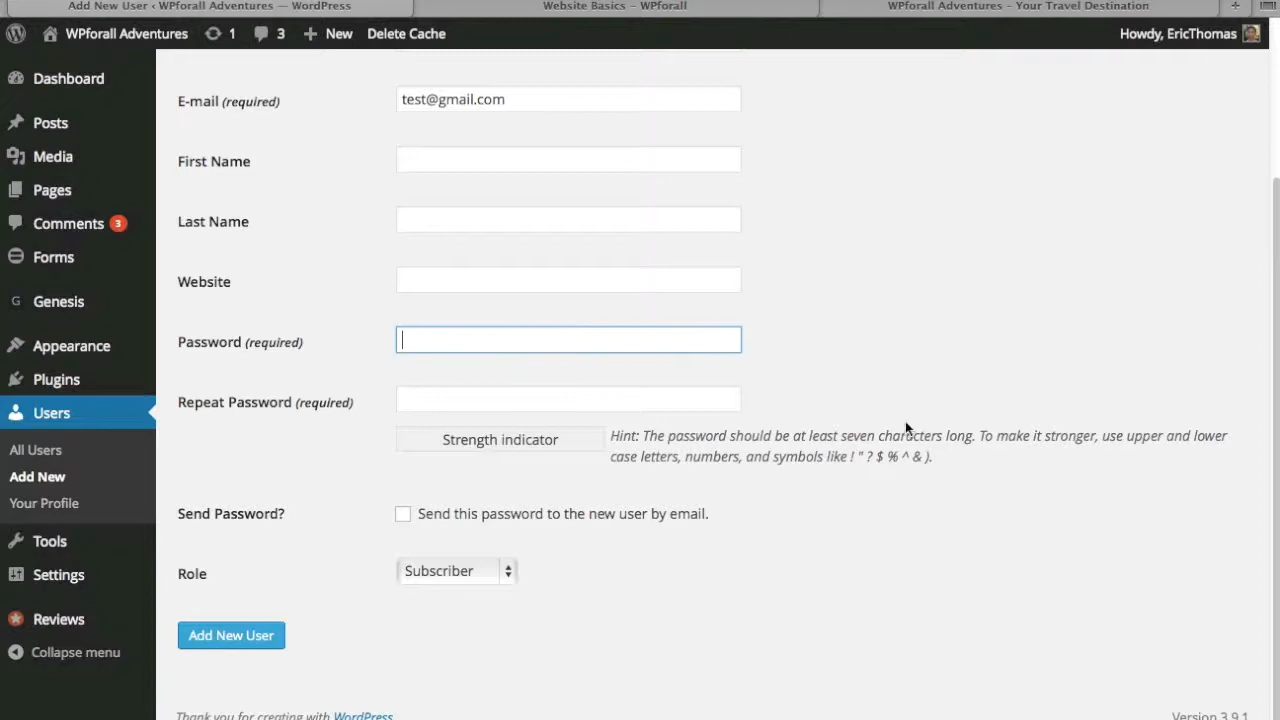 Add New User ‹ WPforall Adventures — WordPress
Website Basics – WPforall
WPforall Adventures – Your Travel Destination
+
WPforall Adventures 1 3 + New Delete Cache Howdy, EricThomas
Dashboard
Posts
Media
Pages
Comments 3
Forms
G Genesis
Appearance
Plugins
Users
All Users
Add New
Your Profile
Tools
Settings
Reviews
Collapse menu
E-mail (required) test@gmail.com
First Name
Last Name
Website
Password (required)
Repeat Password (required)
Strength indicator
Hint: The password should be at least seven characters long. To make it stronger, use upper and lower
case letters, numbers, and symbols like ! " ? $ % ^ & ).
Send Password? Send this password to the new user by email.
Role Subscriber
Add New User
Thank you for creating with WordPress
Version 3.9.1